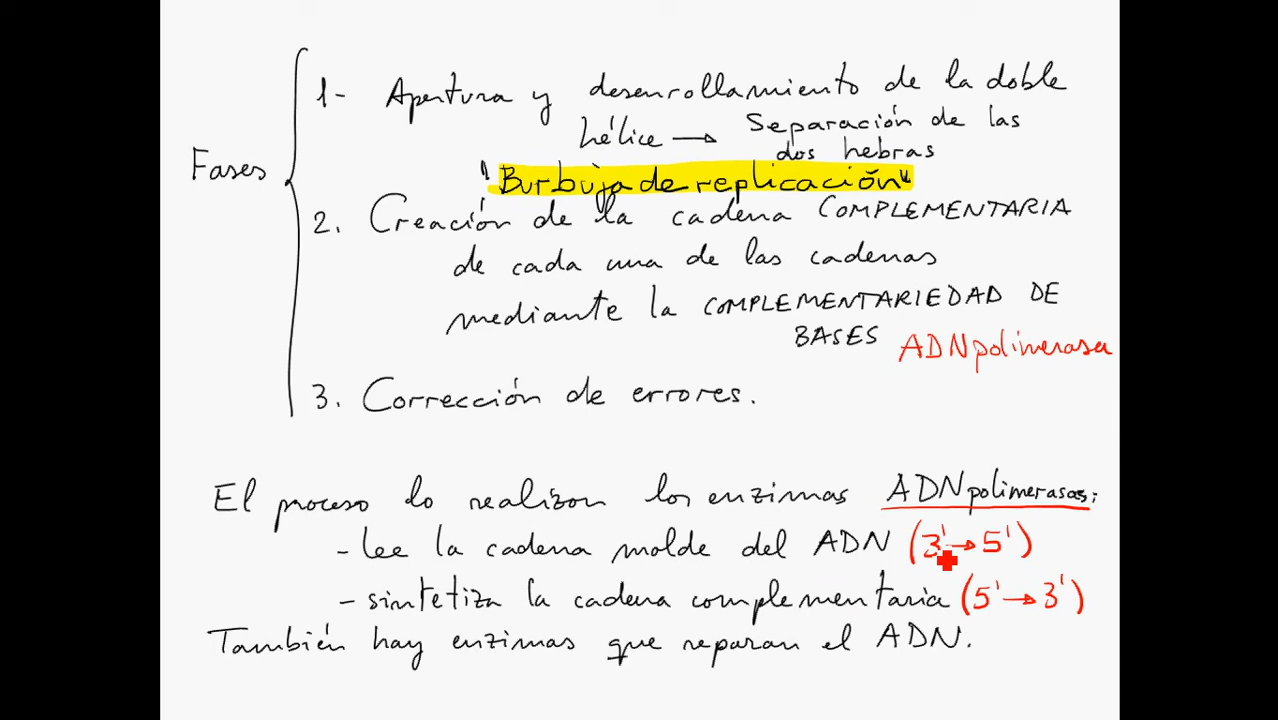 Fases
1- Apertura y desenrollamiento de la doble
hélice → Separación de las
dos hebras
"Burbuja de replicación"
2. Creación de la cadena COMPLEMENTARIA
de cada una de las cadenas
mediante la COMPLEMENTARIEDAD DE
BASES ADNpolimerasa
3. Corrección de errores.
El proceso lo realizan los enzimas ADNpolimerasas:
- lee la cadena molde del ADN (3'→5')
- sintetiza la cadena complementaria (5'→3')
También hay enzimas que reparan el ADN.